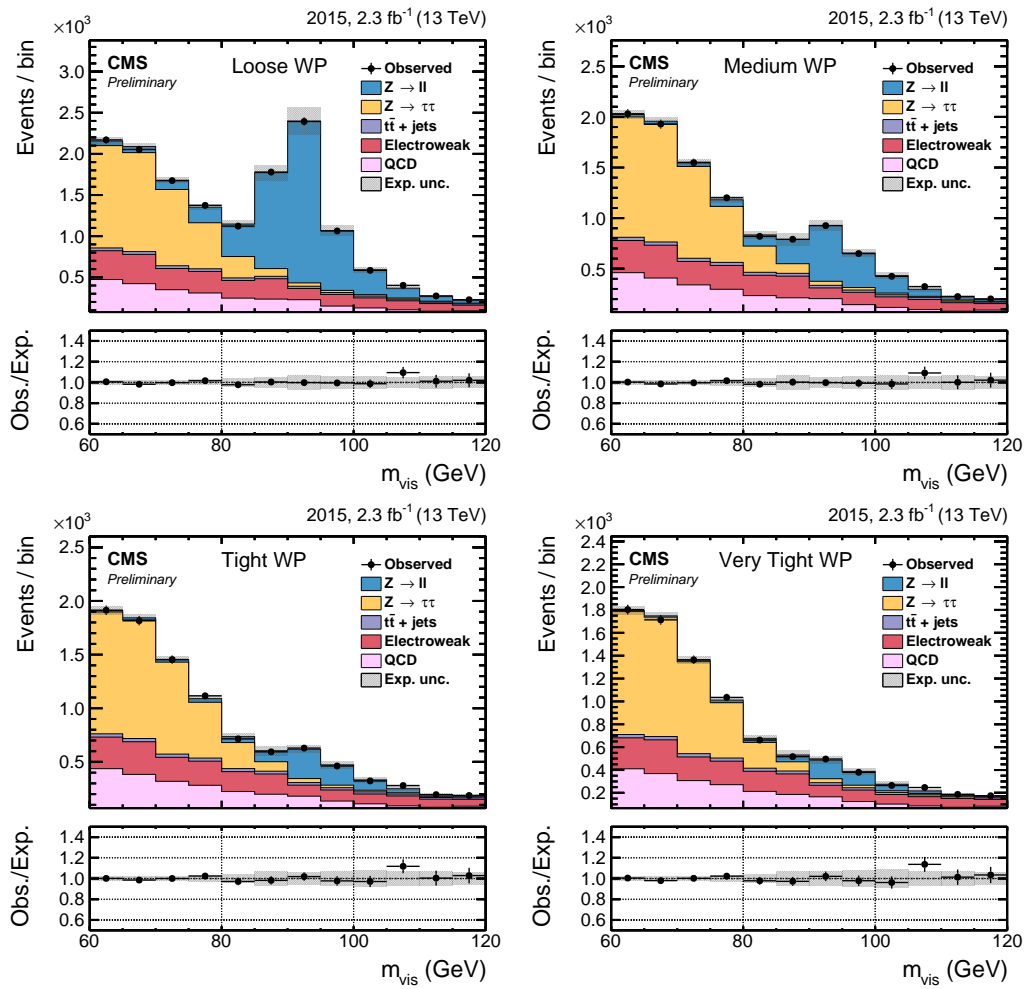 2015, 2.3 fb⁻¹ (13 TeV)
×10³
Events / bin
3.0
2.5
2.0
1.5
1.0
0.5
CMS
Preliminary
Loose WP
Observed
Z → ll
Z → ττ
tt̄ + jets
Electroweak
QCD
Exp. unc.
Obs./Exp.
1.4
1.2
1.0
0.8
0.6
60 80 100 120
m_vis (GeV)
2015, 2.3 fb⁻¹ (13 TeV)
×10³
Events / bin
2.5
2.0
1.5
1.0
0.5
CMS
Preliminary
Medium WP
Observed
Z → ll
Z → ττ
tt̄ + jets
Electroweak
QCD
Exp. unc.
Obs./Exp.
1.4
1.2
1.0
0.8
0.6
60 80 100 120
m_vis (GeV)
2015, 2.3 fb⁻¹ (13 TeV)
×10³
Events / bin
2.5
2.0
1.5
1.0
0.5
CMS
Preliminary
Tight WP
Observed
Z → ll
Z → ττ
tt̄ + jets
Electroweak
QCD
Exp. unc.
Obs./Exp.
1.4
1.2
1.0
0.8
0.6
60 80 100 120
m_vis (GeV)
2015, 2.3 fb⁻¹ (13 TeV)
×10³
Events / bin
2.4
2.2
2.0
1.8
1.6
1.4
1.2
1.0
0.8
0.6
0.4
0.2
CMS
Preliminary
Very Tight WP
Observed
Z → ll
Z → ττ
tt̄ + jets
Electroweak
QCD
Exp. unc.
Obs./Exp.
1.4
1.2
1.0
0.8
0.6
60 80 100 120
m_vis (GeV)